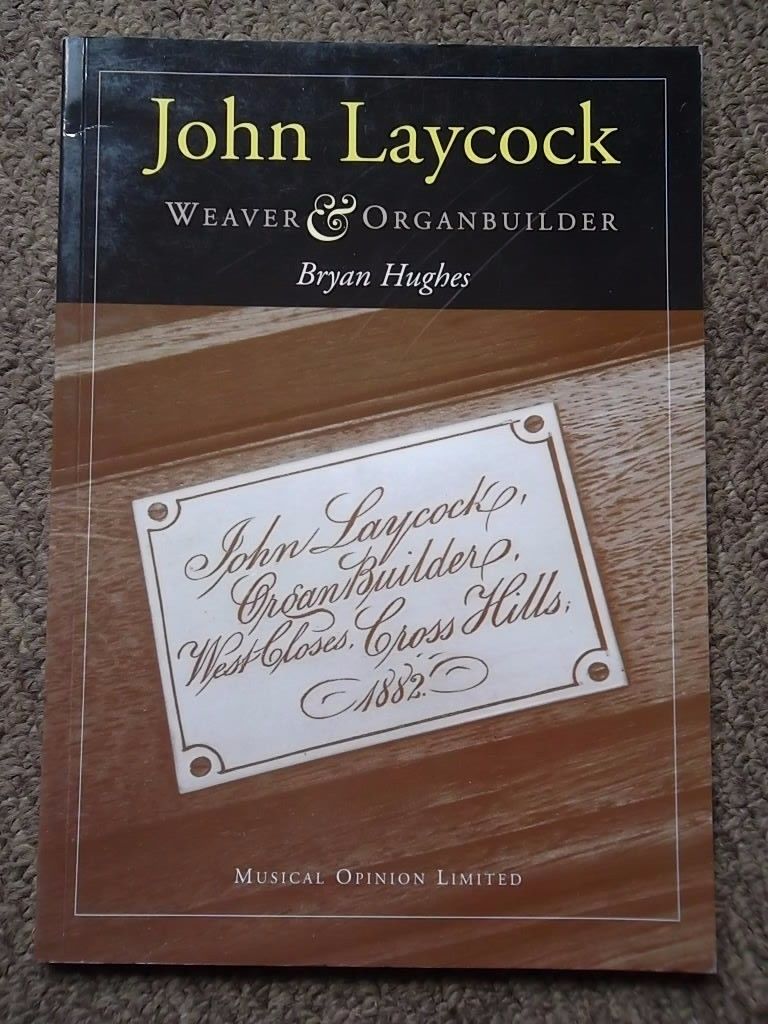 John Laycock
WEAVER & ORGANBUILDER
Bryan Hughes
John Laycock,
Organ Builder,
West Closes, Cross Hills,
1882.
MUSICAL OPINION LIMITED